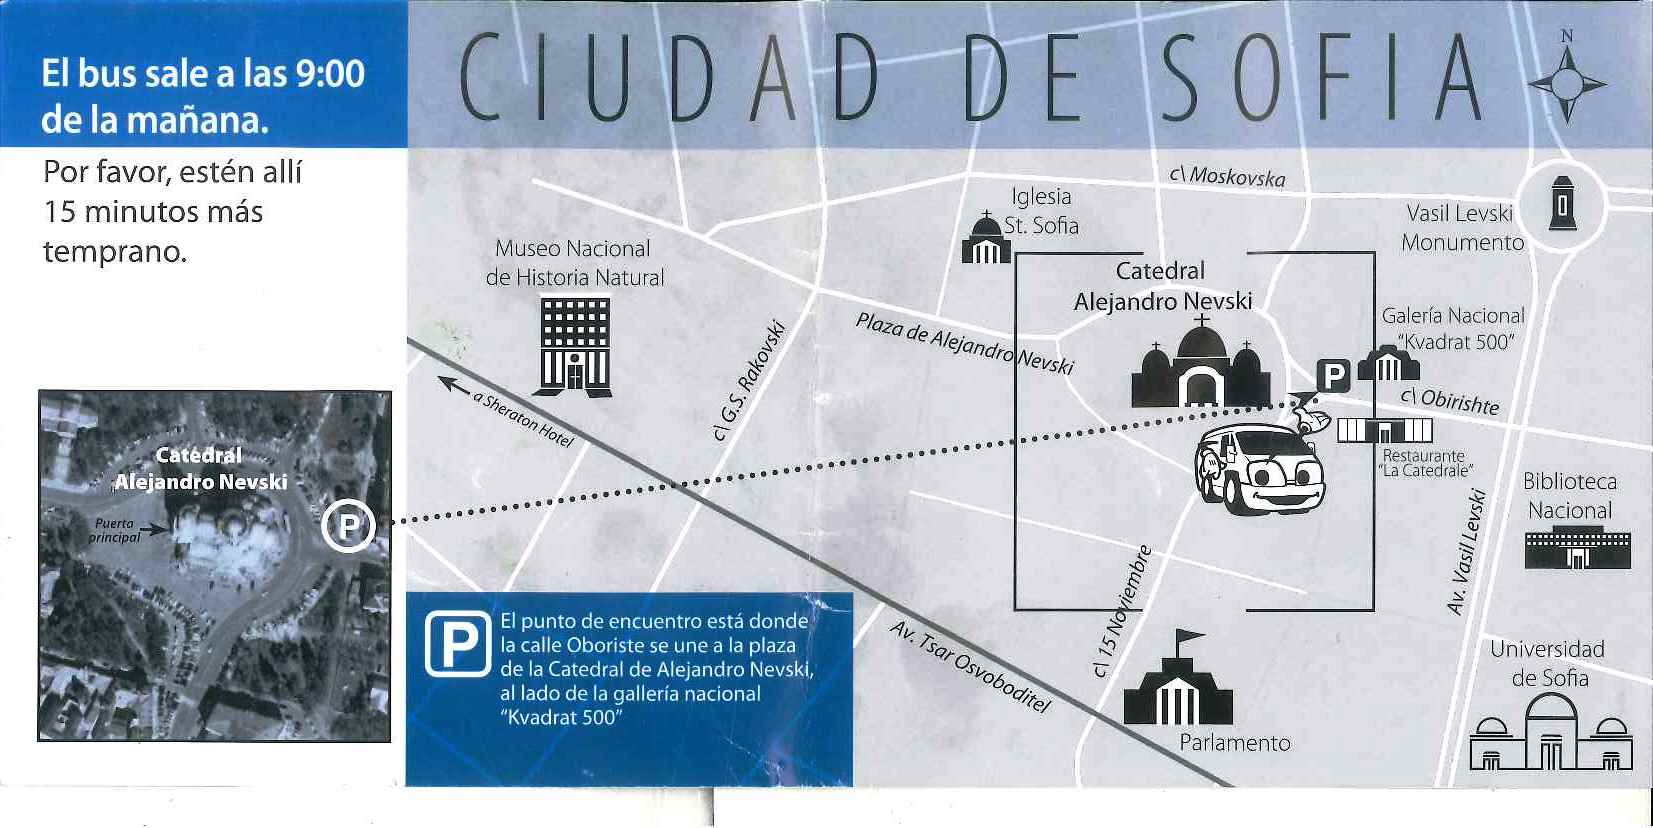 El bus sale a las 9:00
de la mañana.
Por favor, estén allí
15 minutos más
temprano.
Catedral
Alejandro Nevski
Puerta
principal
P
CIUDAD DE SOFIA
N
c\ Moskovska
Iglesia
St. Sofia
Vasil Levski
Monumento
Museo Nacional
de Historia Natural
Catedral
Alejandro Nevski
Galería Nacional
"Kvadrat 500"
Plaza de Alejandro Nevski
c\ G.S. Rakovski
P
c\ Obirishte
a Sheraton Hotel
Restaurante
"La Catedrale"
Biblioteca
Nacional
Av. Vasil Levski
c\ 15 Noviembre
Av. Tsar Osvoboditel
Universidad
de Sofia
Parlamento
P
El punto de encuentro está donde
la calle Oboriste se une a la plaza
de la Catedral de Alejandro Nevski,
al lado de la gallería nacional
"Kvadrat 500"